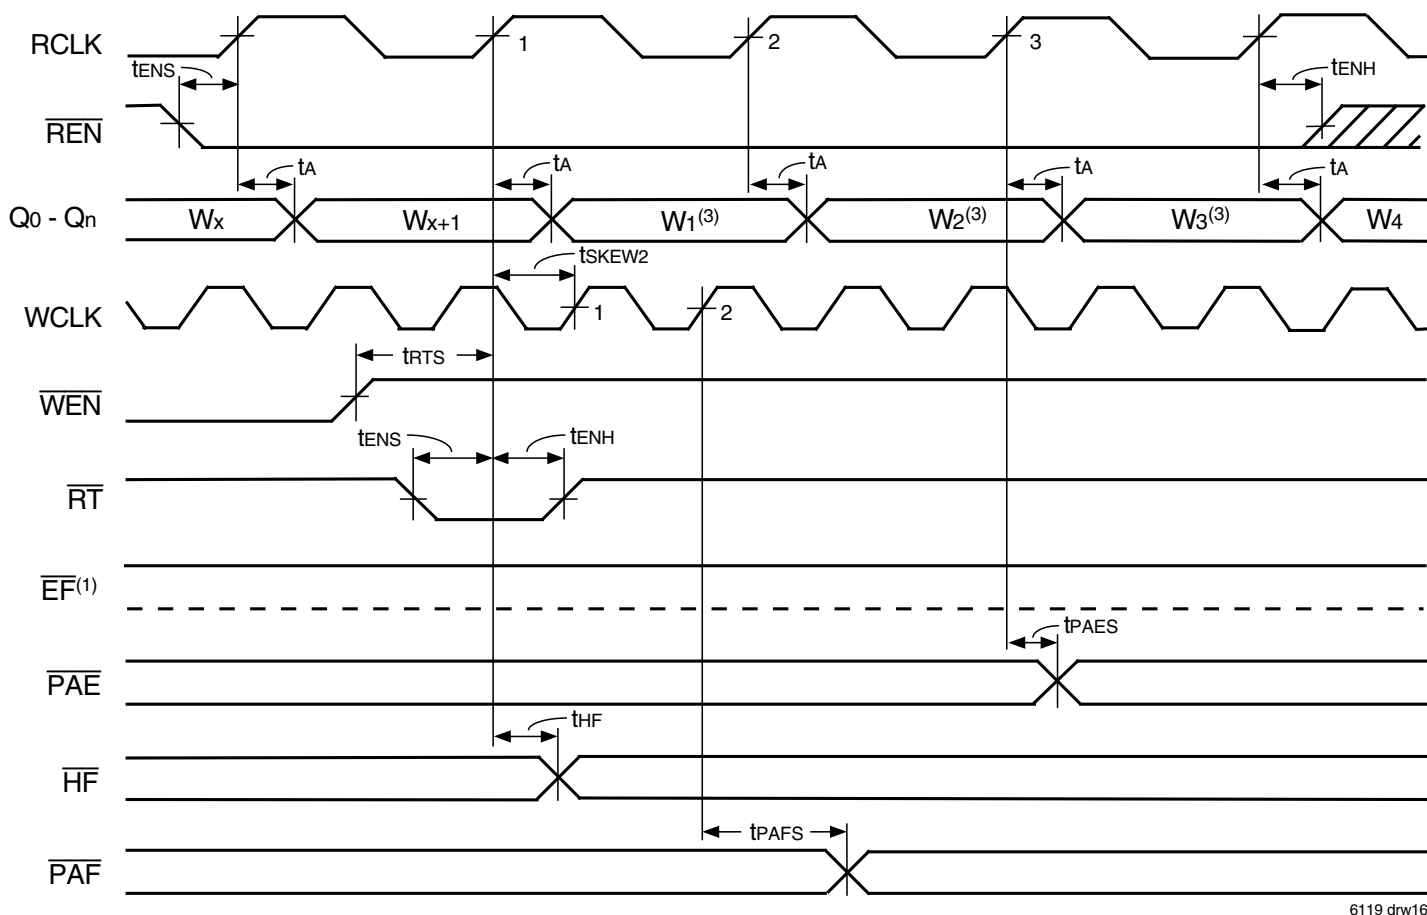 RCLK 1 2 3
tENS tENH
REN
tA tA tA tA tA
Q0 - Qn Wx Wx+1 W1(3) W2(3) W3(3) W4
tSKEW2
WCLK 1 2
tRTS
WEN
tENS tENH
RT
EF(1)
tPAES
PAE
tHF
HF
tPAFS
PAF
6119 drw16